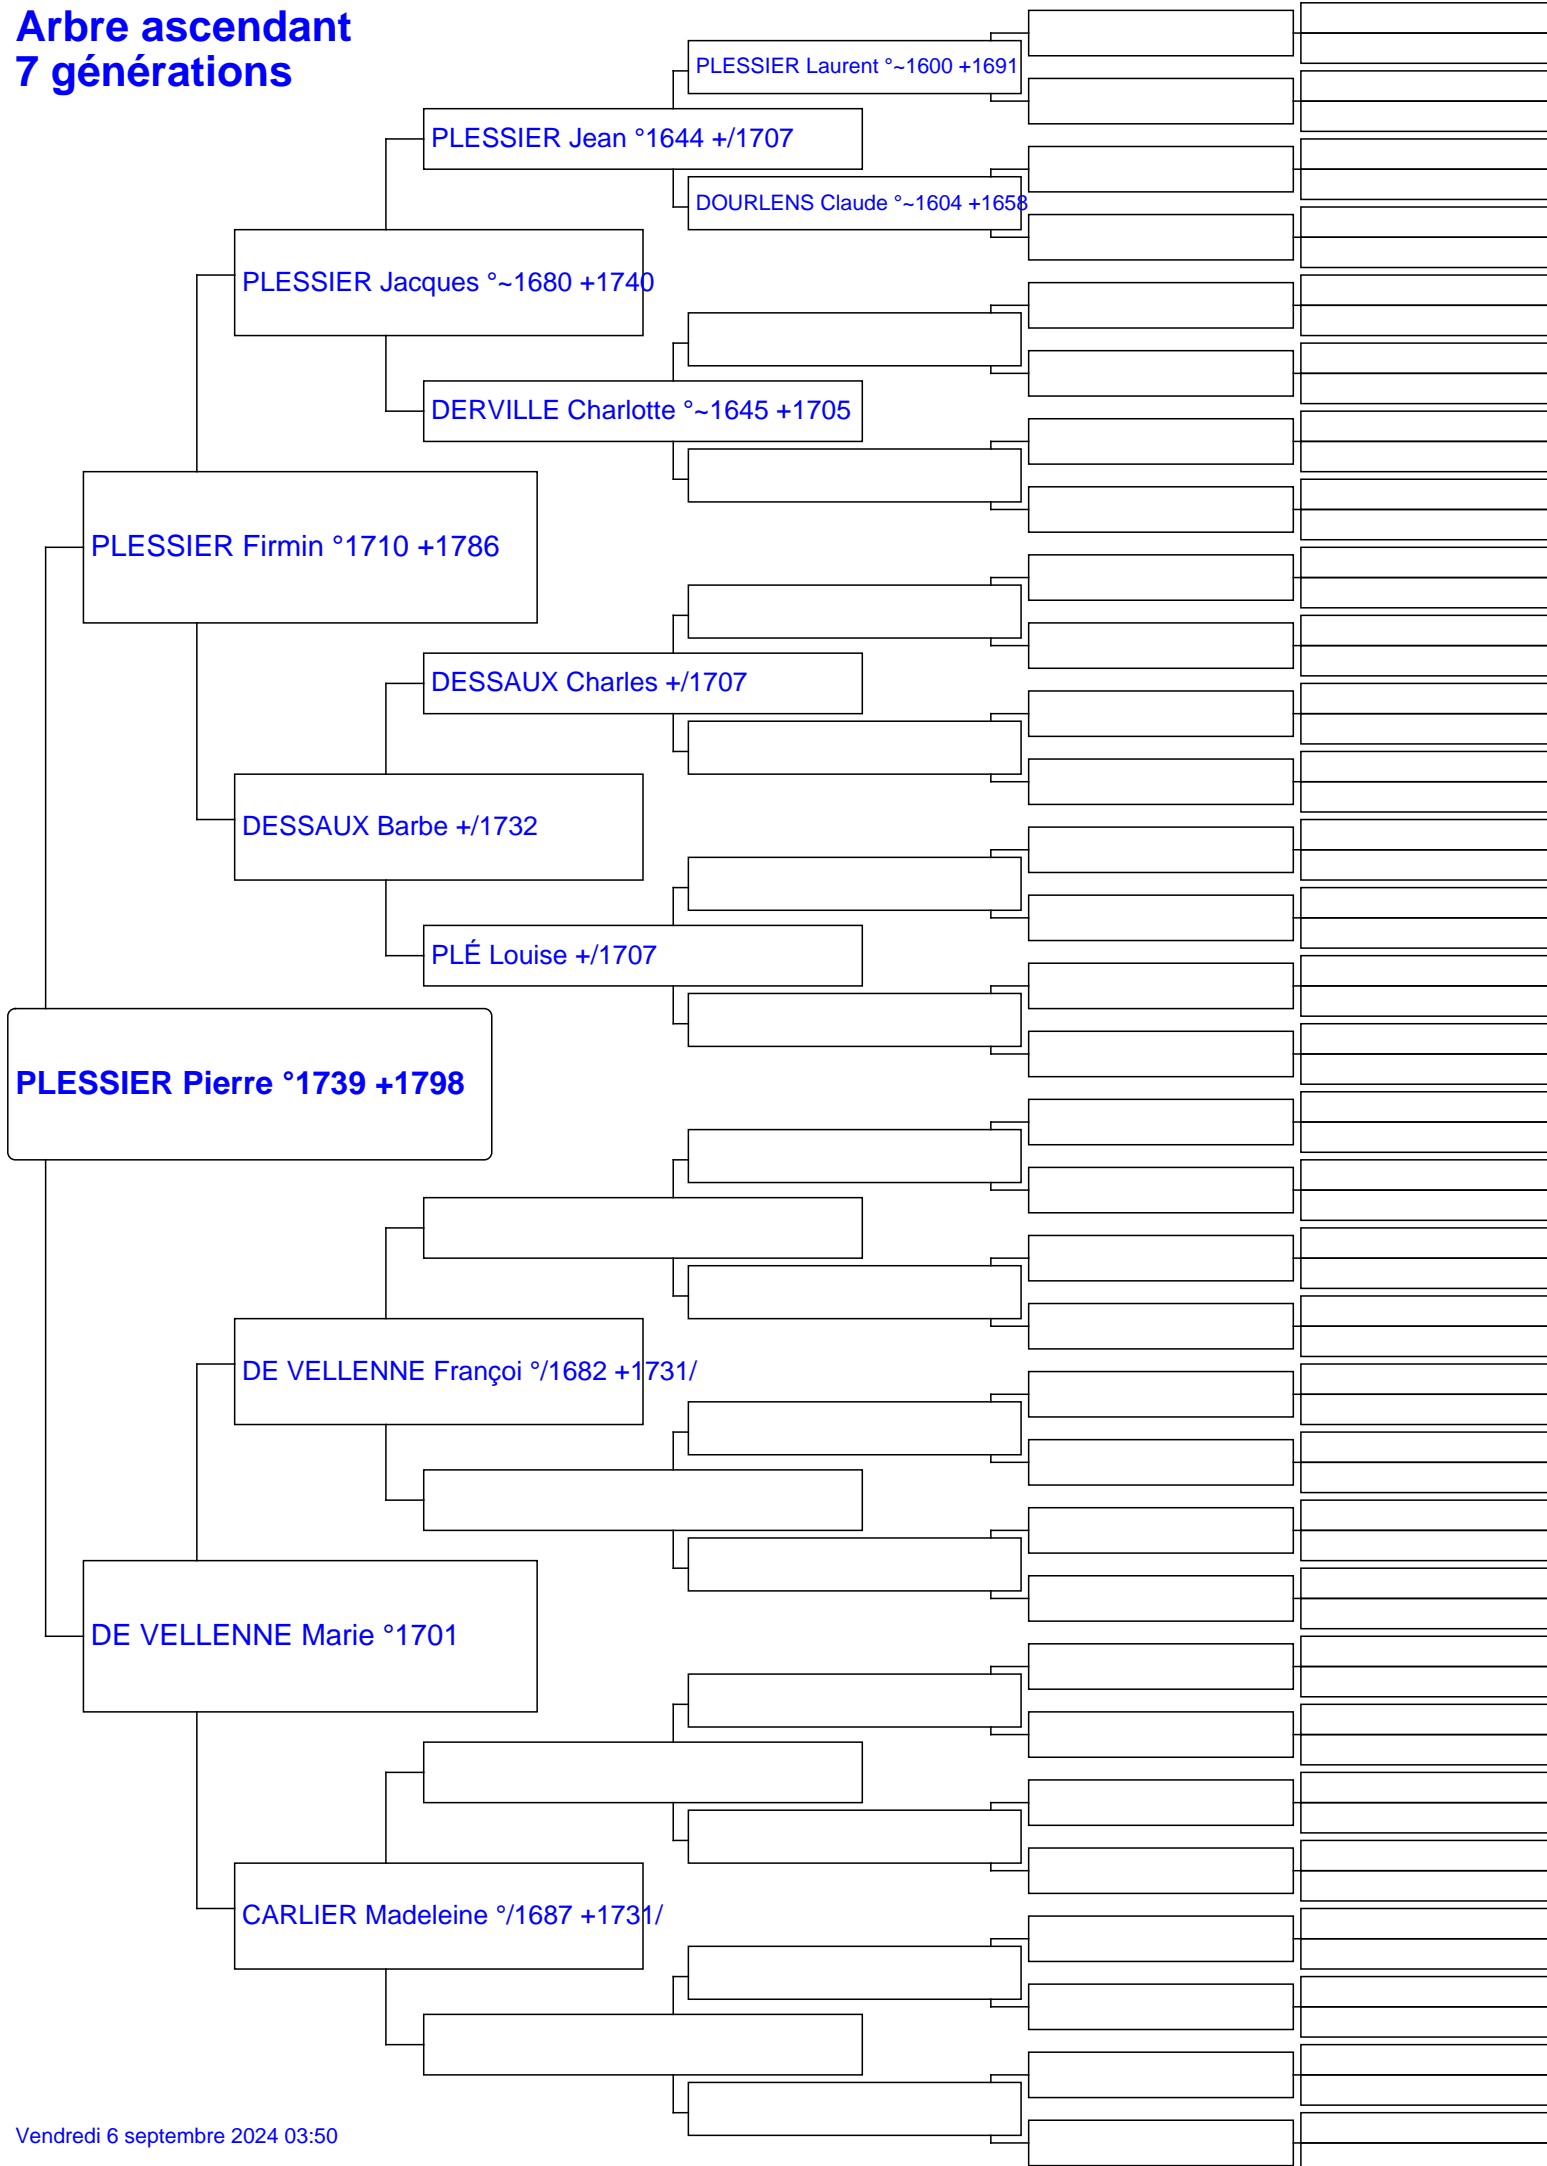 Arbre ascendant
7 générations
PLESSIER Laurent °~1600 +1691
PLESSIER Jean °1644 +/1707
DOURLENS Claude °~1604 +1658
PLESSIER Jacques °~1680 +1740
DERVILLE Charlotte °~1645 +1705
PLESSIER Firmin °1710 +1786
DESSAUX Charles +/1707
DESSAUX Barbe +/1732
PLÉ Louise +/1707
PLESSIER Pierre °1739 +1798
DE VELLENNE Françoi °/1682 +1731/
DE VELLENNE Marie °1701
CARLIER Madeleine °/1687 +1731/
Vendredi 6 septembre 2024 03:50